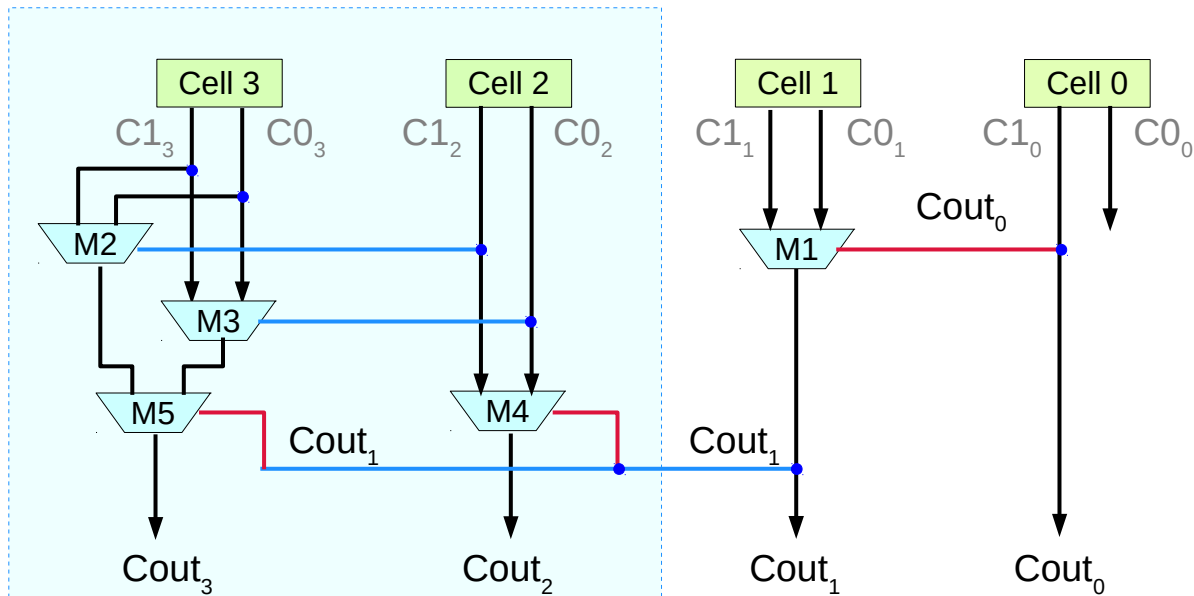 Cell 3 Cell 2 Cell 1 Cell 0
C1₃ C0₃ C1₂ C0₂ C1₁ C0₁ C1₀ C0₀
Cout₀
M2 M1
M3
M5 M4
Cout₁ Cout₁
Cout₃ Cout₂ Cout₁ Cout₀